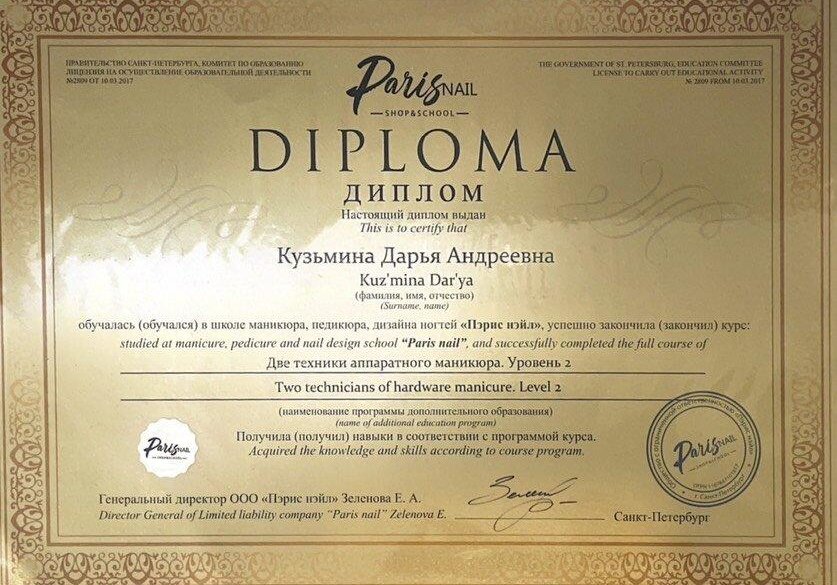 ПРАВИТЕЛЬСТВО САНКТ-ПЕТЕРБУРГА, КОМИТЕТ ПО ОБРАЗОВАНИЮ
ЛИЦЕНЗИЯ НА ОСУЩЕСТВЛЕНИЕ ОБРАЗОВАТЕЛЬНОЙ ДЕЯТЕЛЬНОСТИ
№2809 ОТ 10.03.2017
THE GOVERNMENT OF ST. PETERSBURG, EDUCATION COMMITTEE
LICENSE TO CARRY OUT EDUCATIONAL ACTIVITY
№ 2809 FROM 10.03.2017
Paris NAIL
SHOP&SCHOOL
DIPLOMA
ДИПЛОМ
Настоящий диплом выдан
This is to certify that
Кузьмина Дарья Андреевна
Kuz'mina Dar'ya
(фамилия, имя, отчество)
(Surname, name)
обучалась (обучался) в школе маникюра, педикюра, дизайна ногтей «Пэрис нэйл», успешно закончила (закончил) курс:
studied at manicure, pedicure and nail design school "Paris nail", and successfully completed the full course of
Две техники аппаратного маникюра. Уровень 2
Two technicians of hardware manicure. Level 2
(наименование программы дополнительного образования)
(name of additional education program)
Получила (получил) навыки в соответствии с программой курса.
Acquired the knowledge and skills according to course program.
Paris NAIL
SHOP&SCHOOL
Paris NAIL
г. Санкт-Петербург
Генеральный директор ООО «Пэрис нэйл» Зеленова Е. А.
Director General of Limited liability company "Paris nail" Zelenova E.
Санкт-Петербург